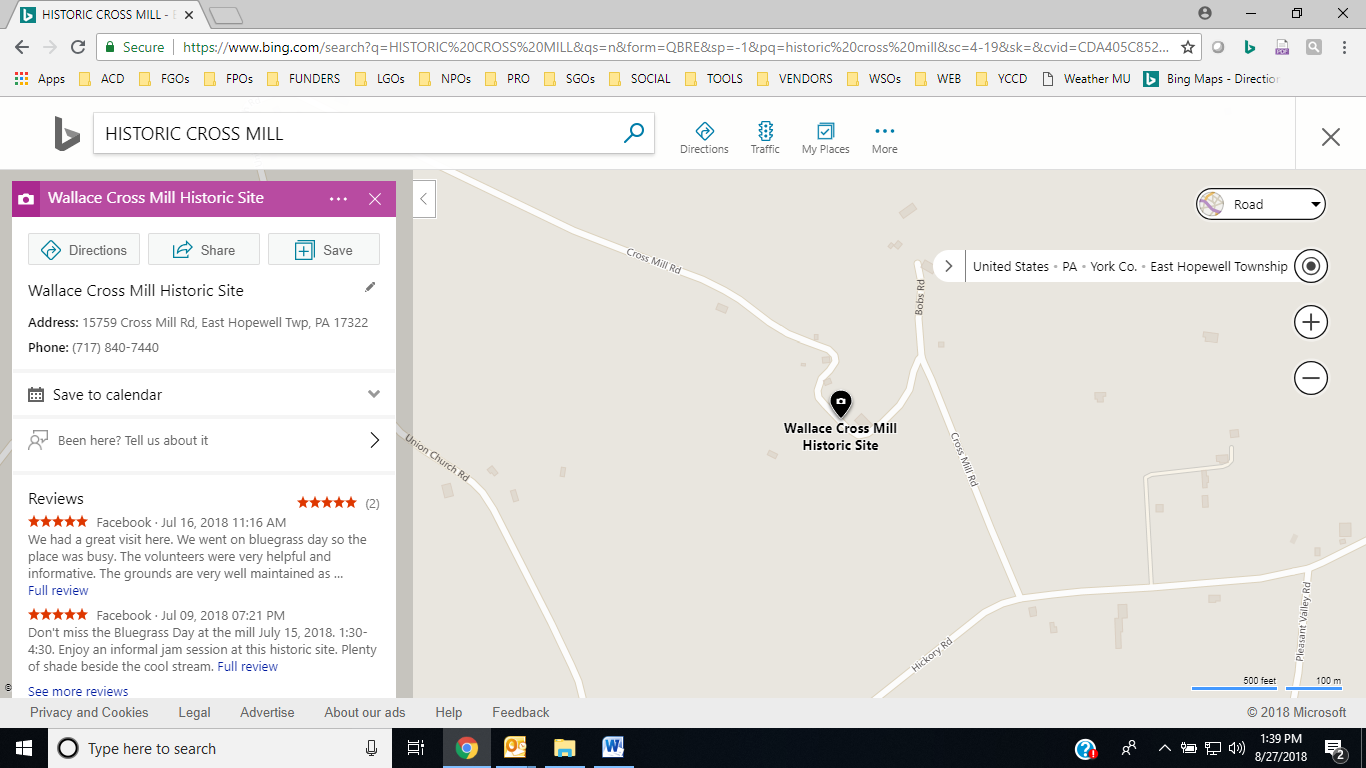 HISTORIC CROSS MILL -
Secure
https://www.bing.com/search?q=HISTORIC%20CROSS%20MILL&qs=n&form=QBRE&sp=-1&pq=historic%20cross%20mill&sc=4-19&sk=&cvid=CDA405C852...
Apps ACD FGOs FPOs FUNDERS LGOs NPOs PRO SGOs SOCIAL TOOLS VENDORS WSOs WEB YCCD Weather MU Bing Maps - Direction
HISTORIC CROSS MILL
Directions Traffic My Places More
Wallace Cross Mill Historic Site
Directions Share Save
Wallace Cross Mill Historic Site
Address: 15759 Cross Mill Rd, East Hopewell Twp, PA 17322
Phone: (717) 840-7440
Save to calendar
Been here? Tell us about it
Reviews (2)
Facebook · Jul 16, 2018 11:16 AM
We had a great visit here. We went on bluegrass day so the
place was busy. The volunteers were very helpful and
informative. The grounds are very well maintained as ...
Full review
Facebook · Jul 09, 2018 07:21 PM
Don't miss the Bluegrass Day at the mill July 15, 2018. 1:30-
4:30. Enjoy an informal jam session at this historic site. Plenty
of shade beside the cool stream. Full review
See more reviews
©
Road
United States • PA • York Co. • East Hopewell Township
Cross Mill Rd
Bobs Rd
Wallace Cross Mill
Historic Site
Union Church Rd
Cross Mill Rd
Hickory Rd
Pleasant Valley Rd
500 feet 100 m
Privacy and Cookies Legal Advertise About our ads Help Feedback © 2018 Microsoft
Type here to search
1:39 PM
8/27/2018
2